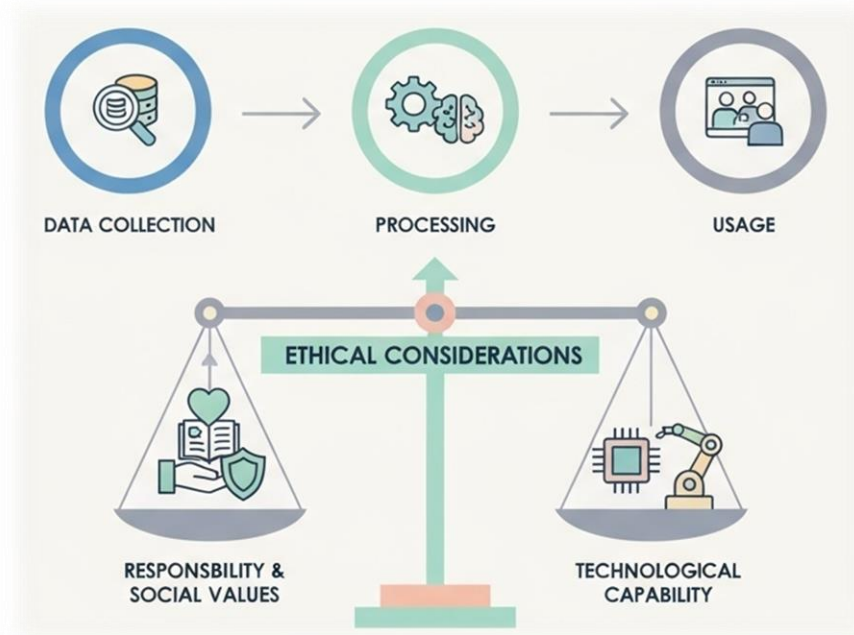 DATA COLLECTION
PROCESSING
USAGE
ETHICAL CONSIDERATIONS
RESPONSBILITY &
SOCIAL VALUES
TECHNOLOGICAL
CAPABILITY